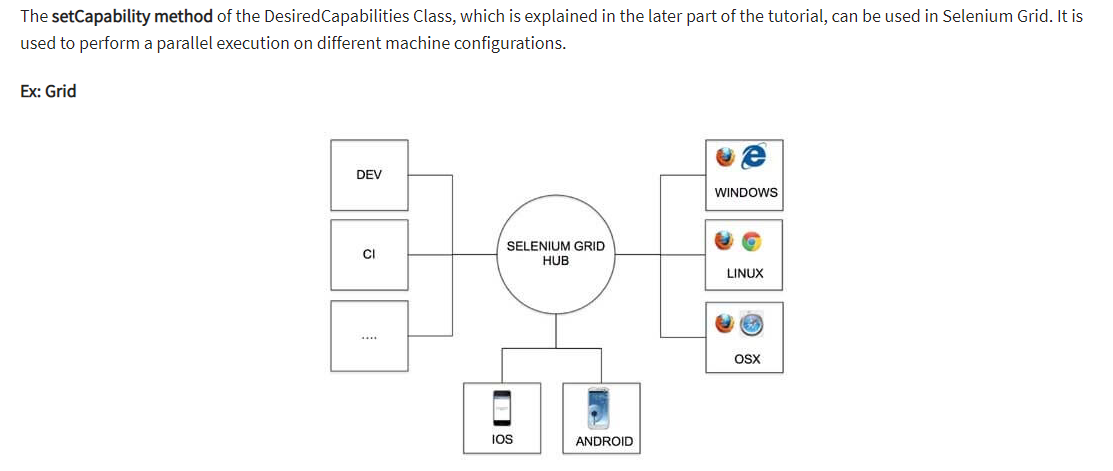 The setCapability method of the DesiredCapabilities Class, which is explained in the later part of the tutorial, can be used in Selenium Grid. It is
used to perform a parallel execution on different machine configurations.
Ex: Grid
DEV
WINDOWS
CI
SELENIUM GRID
HUB
LINUX
....
OSX
IOS
ANDROID